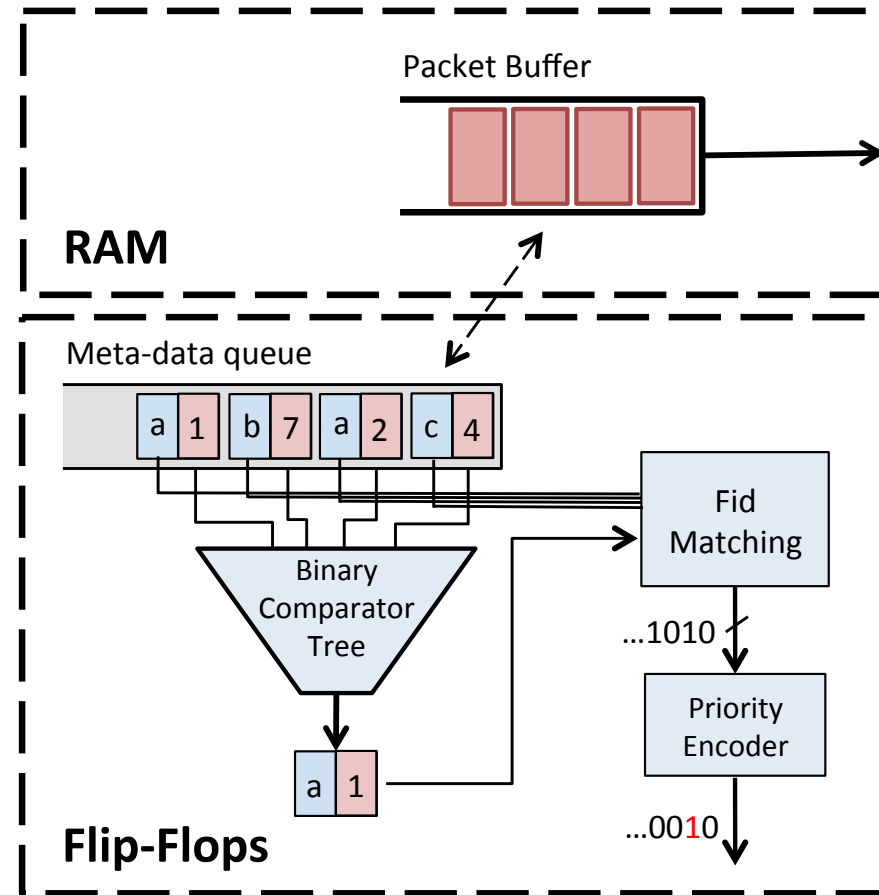 Packet Buffer
RAM
Meta-data queue
a 1 b 7 a 2 c 4
Fid
Matching
Binary
Comparator
Tree
...1010
Priority
Encoder
a 1
...0010
Flip-Flops